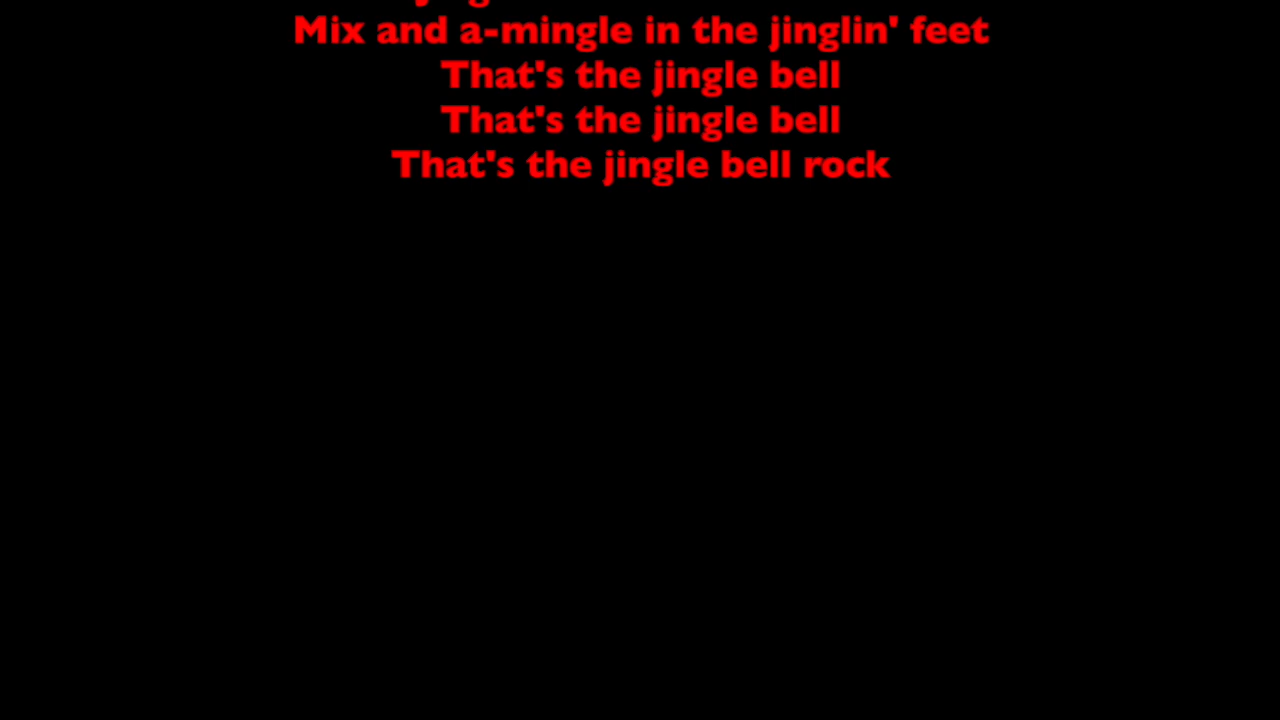 Mix and a-mingle in the jinglin' feet
That's the jingle bell
That's the jingle bell
That's the jingle bell rock